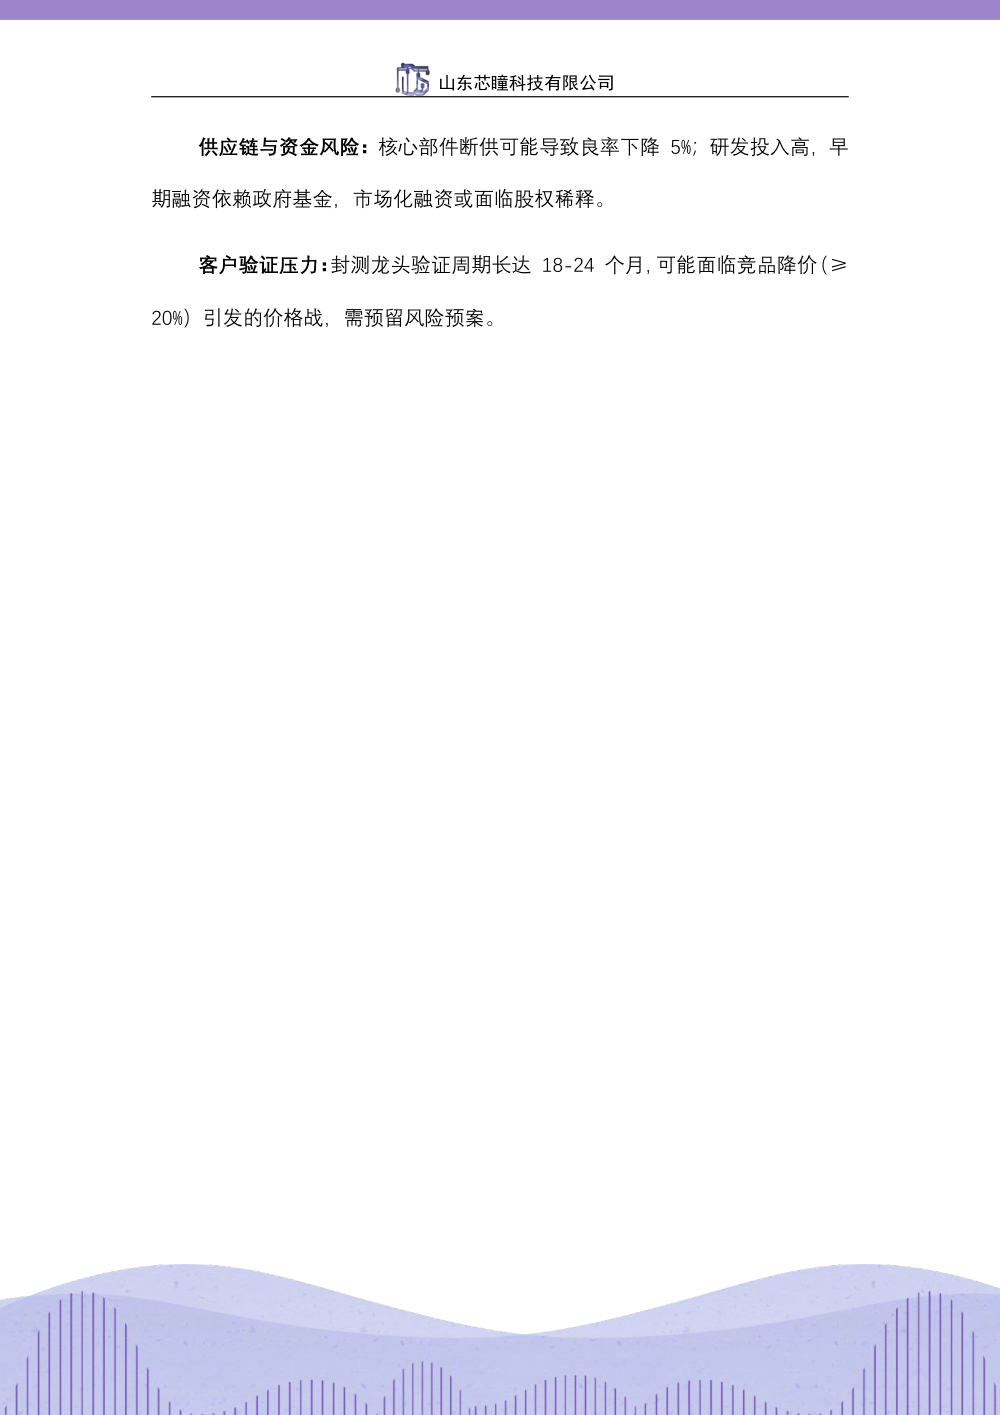 山东芯瞳科技有限公司
供应链与资金风险：核心部件断供可能导致良率下降 5%；研发投入高，早
期融资依赖政府基金，市场化融资或面临股权稀释。
客户验证压力：封测龙头验证周期长达 18-24 个月，可能面临竞品降价（≥
20%）引发的价格战，需预留风险预案。